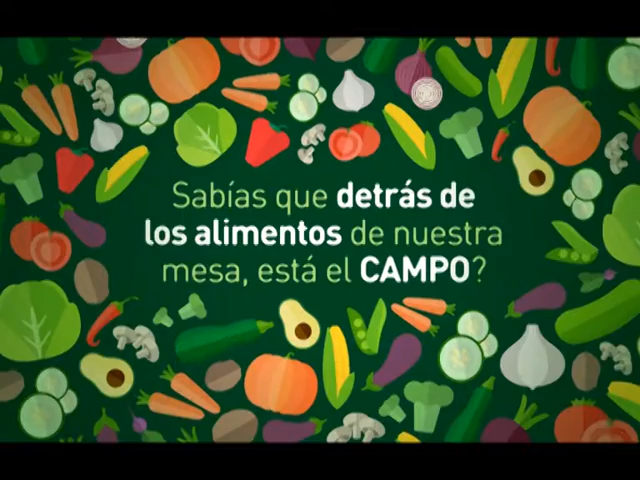 Sabías que detrás de
los alimentos de nuestra
mesa, está el CAMPO?